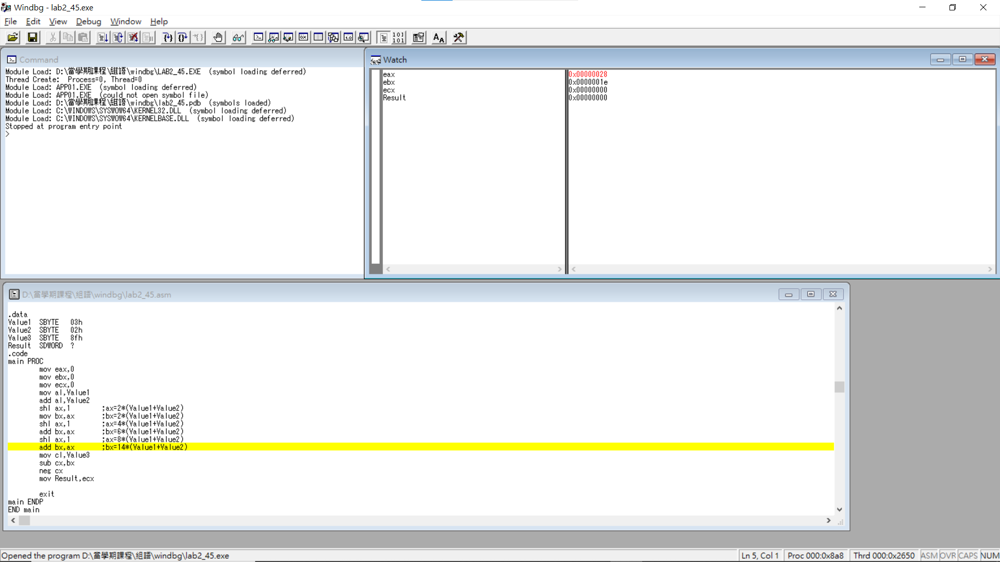 Windbg - lab2_45.exe
File Edit View Debug Window Help
Command
Module Load: D:\當學期課程\組語\windbg\LAB2_45.EXE (symbol loading deferred)
Thread Create: Process=0, Thread=0
Module Load: APP01.EXE (symbol loading deferred)
Module Load: APP01.EXE (could not open symbol file)
Module Load: D:\當學期課程\組語\windbg\lab2_45.pdb (symbols loaded)
Module Load: C:\WINDOWS\SYSWOW64\KERNEL32.DLL (symbol loading deferred)
Module Load: C:\WINDOWS\SYSWOW64\KERNELBASE.DLL (symbol loading deferred)
Stopped at program entry point
>
Watch
eax 0x00000028
ebx 0x0000001e
ecx 0x00000000
Result 0x00000000
D:\當學期課程\組語\windbg\lab2_45.asm
.data
Value1 SBYTE 03h
Value2 SBYTE 02h
Value3 SBYTE 8fh
Result SDWORD ?
.code
main PROC
mov eax,0
mov ebx,0
mov ecx,0
mov al,Value1
add al,Value2
shl ax,1 ;ax=2*(Value1+Value2)
mov bx,ax ;bx=2*(Value1+Value2)
shl ax,1 ;ax=4*(Value1+Value2)
add bx,ax ;bx=6*(Value1+Value2)
shl ax,1 ;ax=8*(Value1+Value2)
add bx,ax ;bx=14*(Value1+Value2)
mov cl,Value3
sub cx,bx
neg cx
mov Result,ecx
exit
main ENDP
END main
Opened the program D:\當學期課程\組語\windbg\lab2_45.exe
Ln 5, Col 1 Proc 000:0x8a8 Thrd 000:0x2650 ASM OVR CAPS NUM